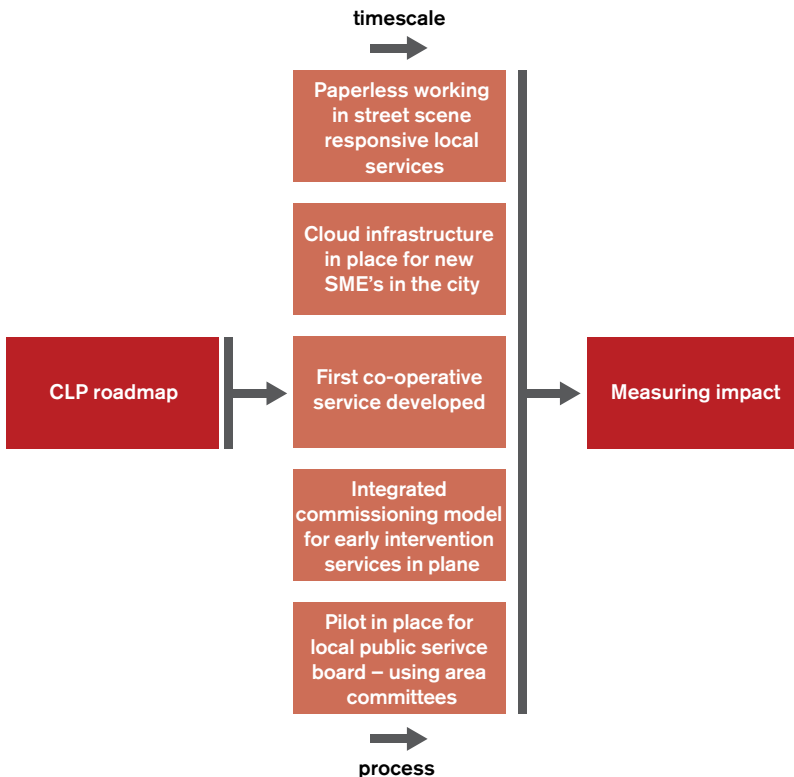 timescale
Paperless working
in street scene
responsive local
services
Cloud infrastructure
in place for new
SME's in the city
CLP roadmap
First co-operative
service developed
Measuring impact
Integrated
commissioning model
for early intervention
services in plane
Pilot in place for
local public serivce
board – using area
committees
process